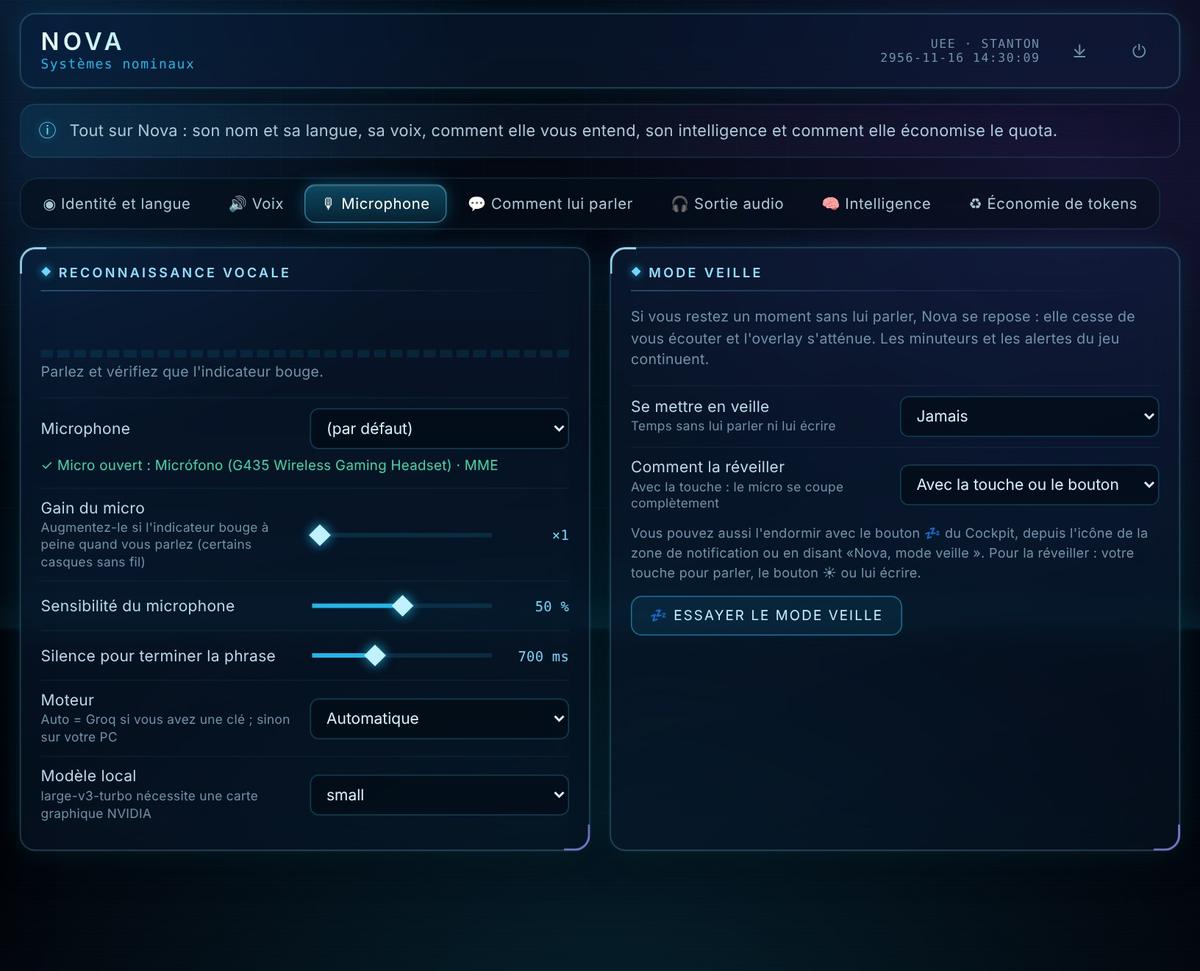 NOVA
Systèmes nominaux
UEE · STANTON
2956-11-16 14:30:09
Tout sur Nova : son nom et sa langue, sa voix, comment elle vous entend, son intelligence et comment elle économise le quota.
Identité et langue
Voix
Microphone
Comment lui parler
Sortie audio
Intelligence
Économie de tokens
RECONNAISSANCE VOCALE
Parlez et vérifiez que l'indicateur bouge.
Microphone
(par défaut)
✓ Micro ouvert : Micrófono (G435 Wireless Gaming Headset) · MME
Gain du micro
Augmentez-le si l'indicateur bouge à
peine quand vous parlez (certains
casques sans fil)
×1
Sensibilité du microphone
50 %
Silence pour terminer la phrase
700 ms
Moteur
Auto = Groq si vous avez une clé ; sinon
sur votre PC
Automatique
Modèle local
large-v3-turbo nécessite une carte
graphique NVIDIA
small
MODE VEILLE
Si vous restez un moment sans lui parler, Nova se repose : elle cesse de
vous écouter et l'overlay s'atténue. Les minuteurs et les alertes du jeu
continuent.
Se mettre en veille
Temps sans lui parler ni lui écrire
Jamais
Comment la réveiller
Avec la touche : le micro se coupe
complètement
Avec la touche ou le bouton
Vous pouvez aussi l'endormir avec le bouton 💤 du Cockpit, depuis l'icône de la
zone de notification ou en disant «Nova, mode veille ». Pour la réveiller : votre
touche pour parler, le bouton ☀ ou lui écrire.
💤 ESSAYER LE MODE VEILLE